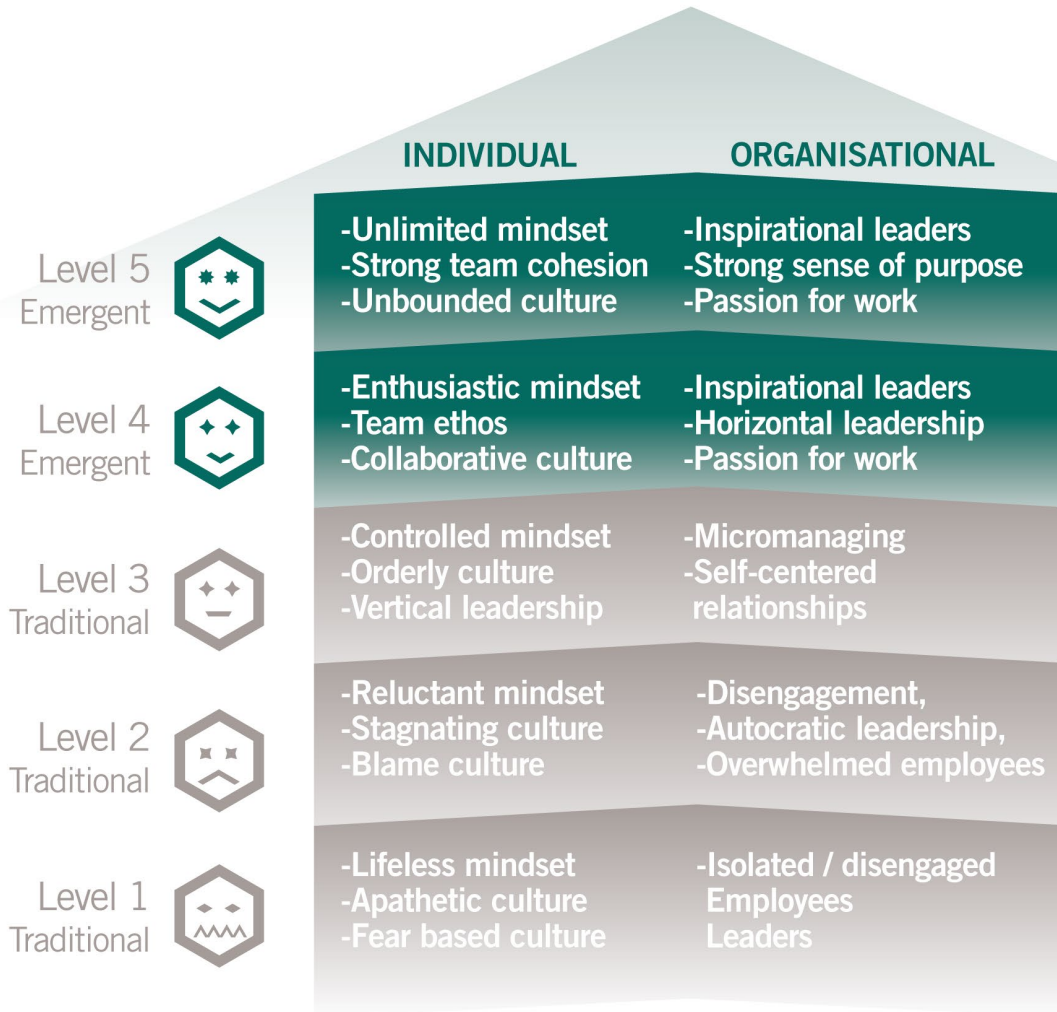 INDIVIDUAL
ORGANISATIONAL
Level 5
Emergent
-Unlimited mindset
-Strong team cohesion
-Unbounded culture
-Inspirational leaders
-Strong sense of purpose
-Passion for work
Level 4
Emergent
-Enthusiastic mindset
-Team ethos
-Collaborative culture
-Inspirational leaders
-Horizontal leadership
-Passion for work
Level 3
Traditional
-Controlled mindset
-Orderly culture
-Vertical leadership
-Micromanaging
-Self-centered
relationships
Level 2
Traditional
-Reluctant mindset
-Stagnating culture
-Blame culture
-Disengagement,
-Autocratic leadership,
-Overwhelmed employees
Level 1
Traditional
-Lifeless mindset
-Apathetic culture
-Fear based culture
-Isolated / disengaged
Employees
Leaders